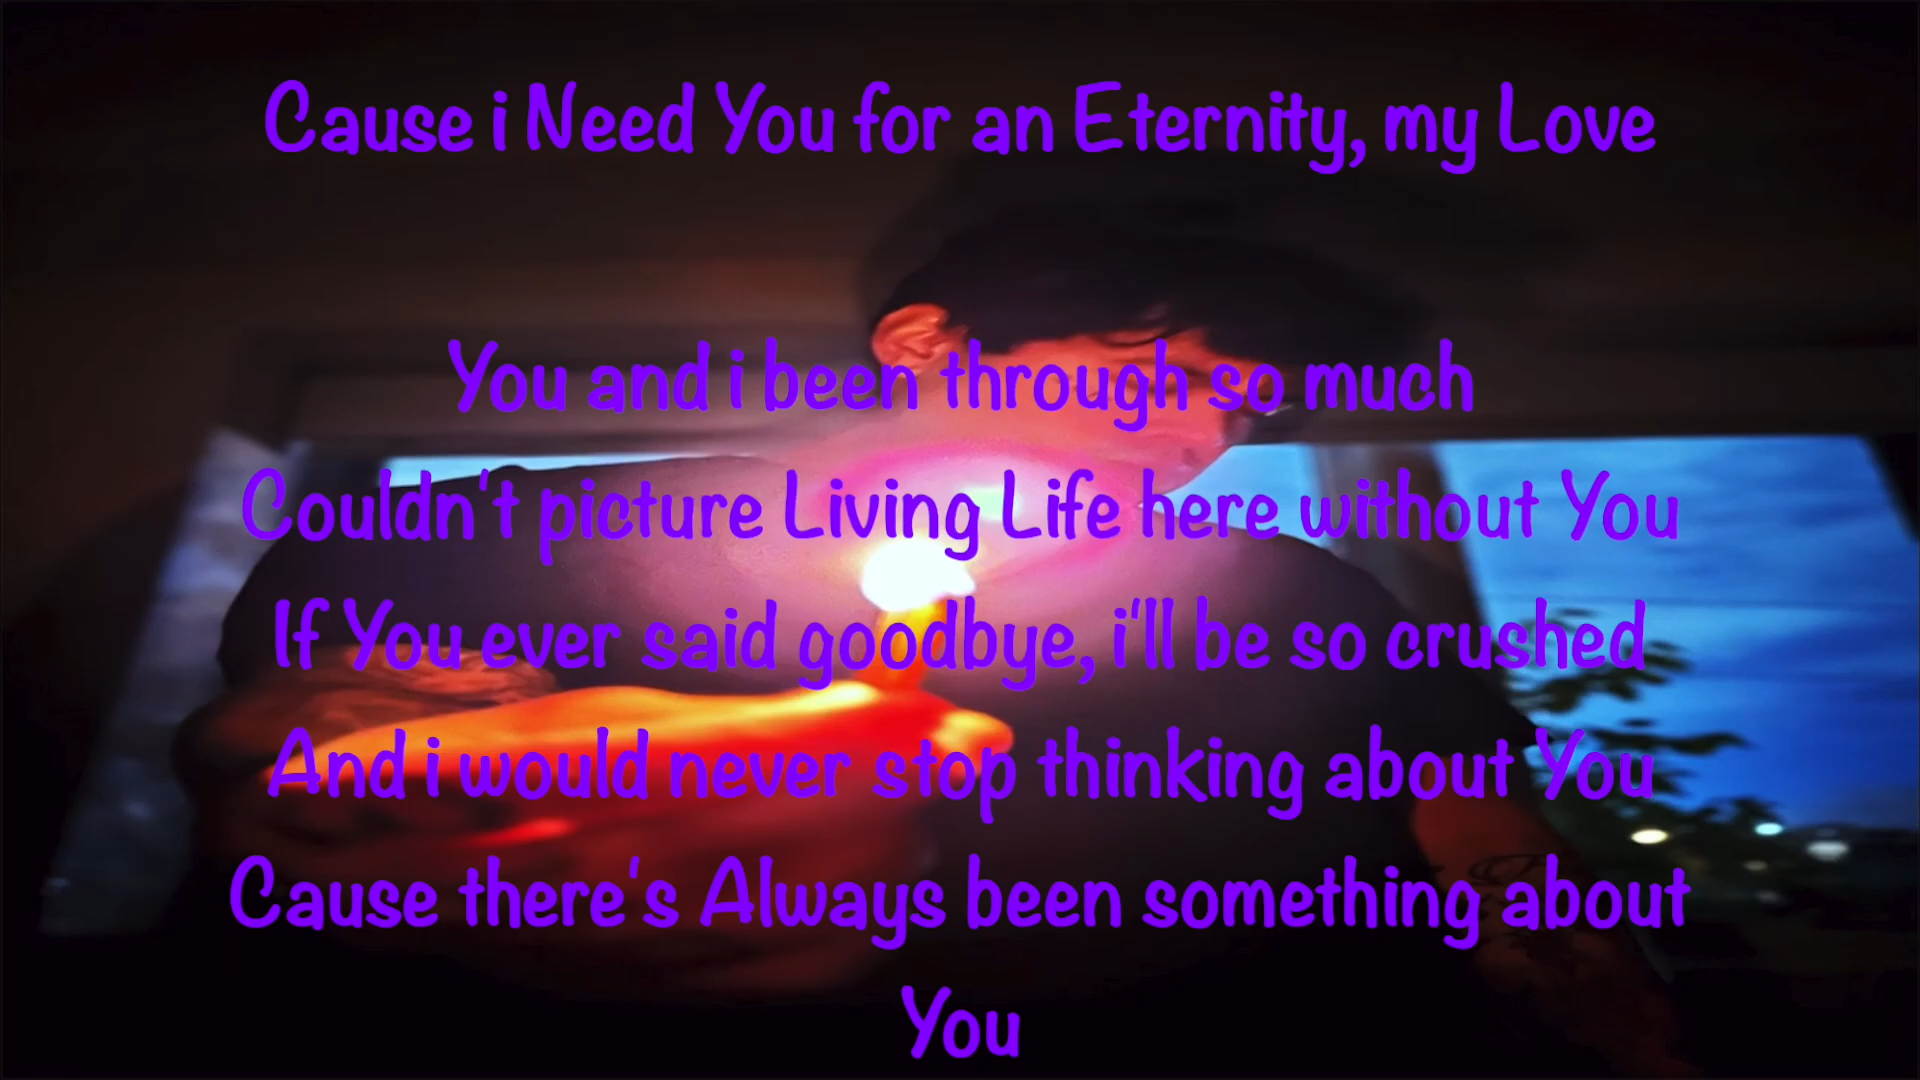 Cause i Need You for an Eternity, my Love
You and i been through so much
Couldn't picture Living Life here without You
If You ever said goodbye, i'll be so crushed
And i would never stop thinking about You
Cause there's Always been something about
You